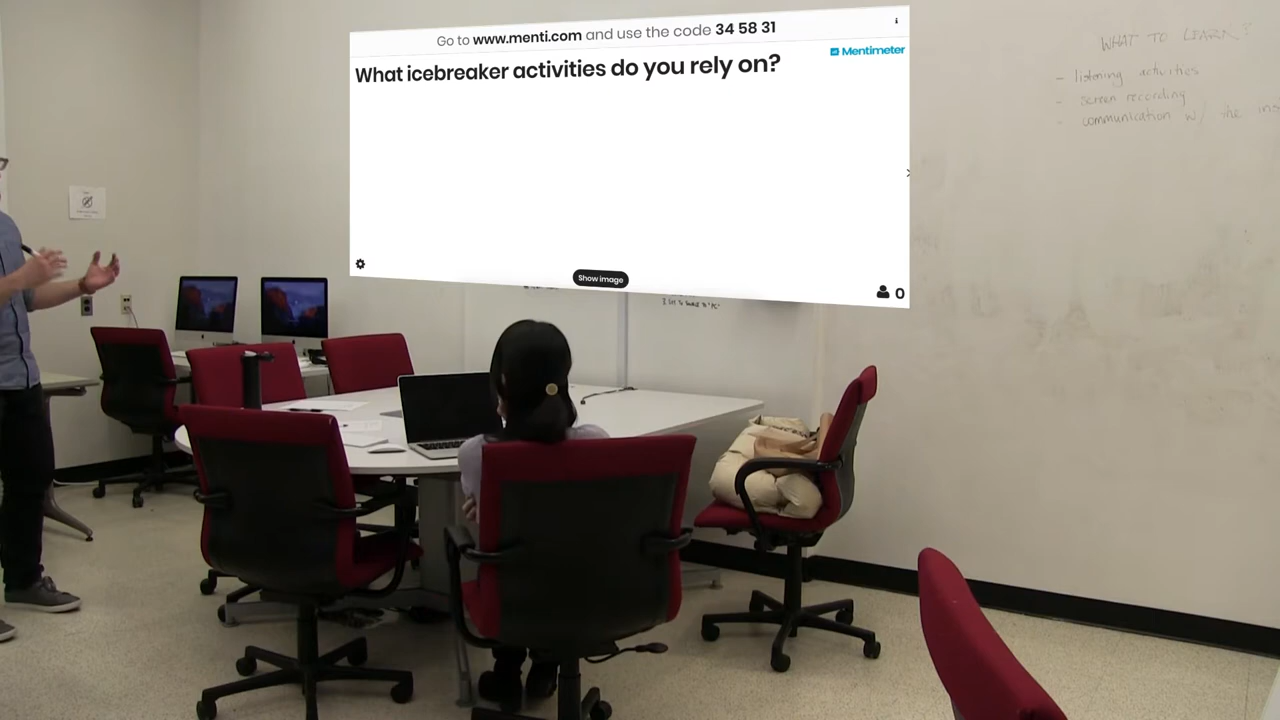 Go to www.menti.com and use the code 34 58 31
Mentimeter
What icebreaker activities do you rely on?
Show image
0
WHAT TO LEARN?
- listening activities
- screen recording
- communication w/ the ins